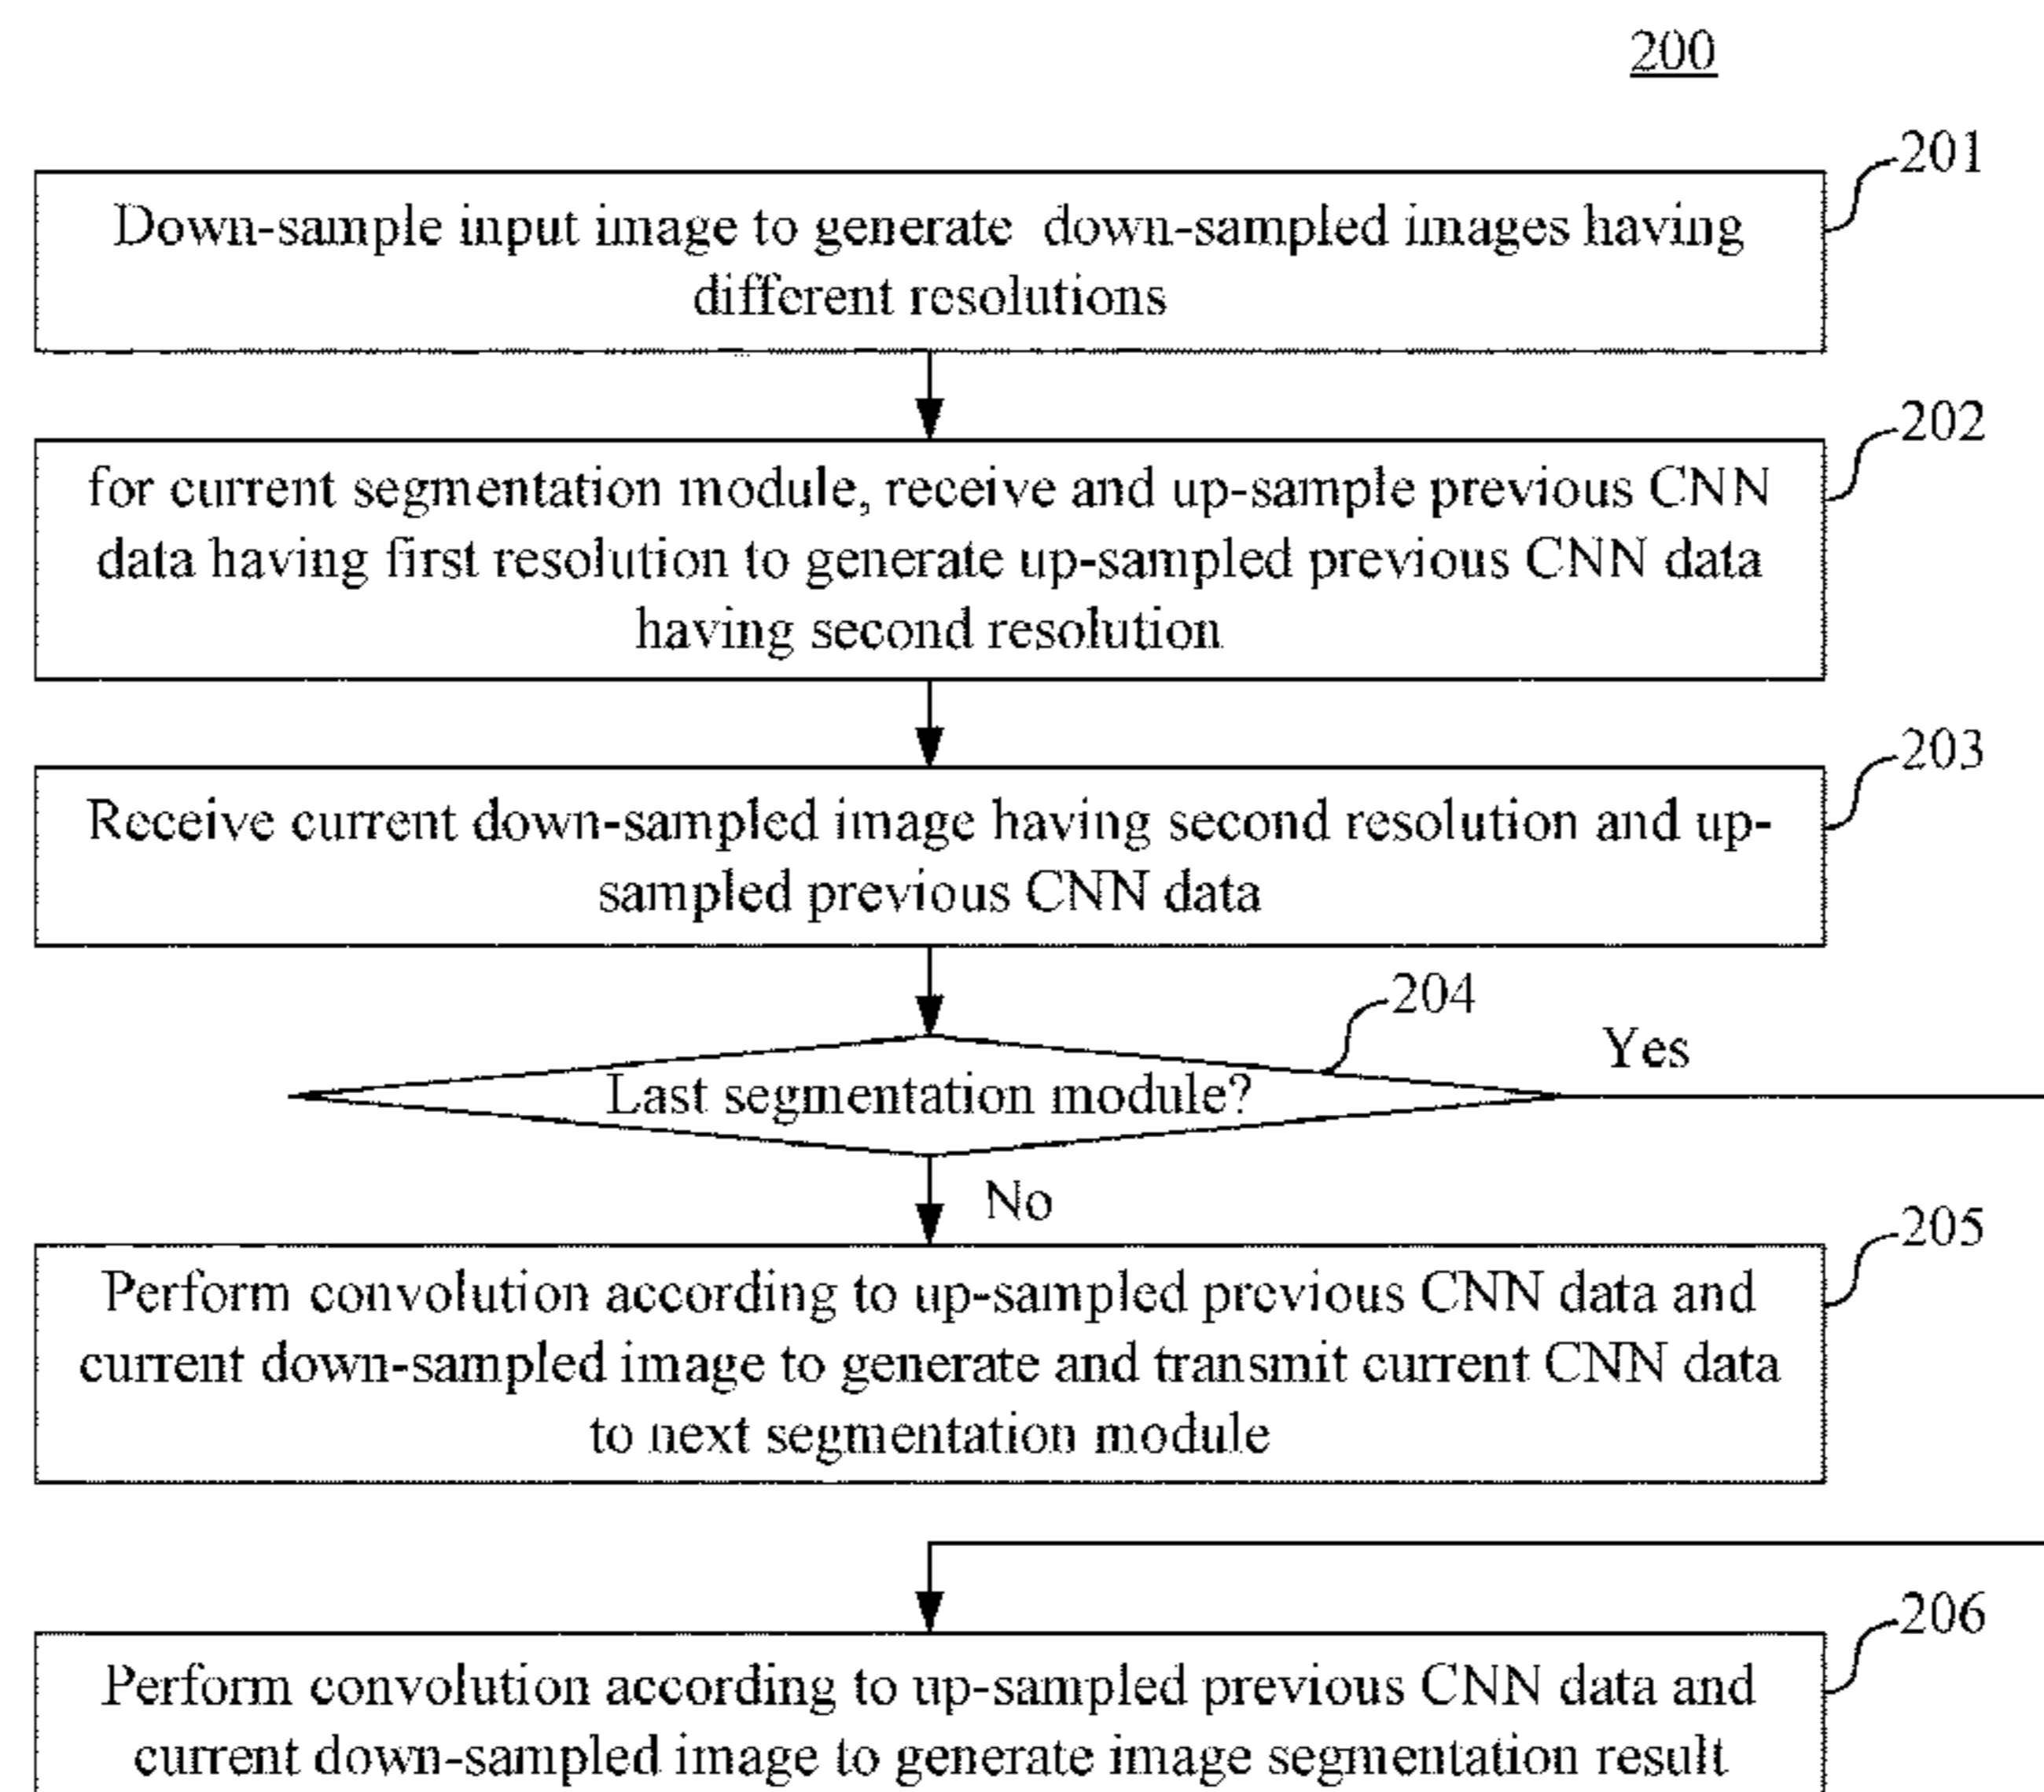 200
201
Down-sample input image to generate down-sampled images having
different resolutions
202
for current segmentation module, receive and up-sample previous CNN
data having first resolution to generate up-sampled previous CNN data
having second resolution
203
Receive current down-sampled image having second resolution and up-
sampled previous CNN data
204
Last segmentation module?
Yes
No
205
Perform convolution according to up-sampled previous CNN data and
current down-sampled image to generate and transmit current CNN data
to next segmentation module
206
Perform convolution according to up-sampled previous CNN data and
current down-sampled image to generate image segmentation result